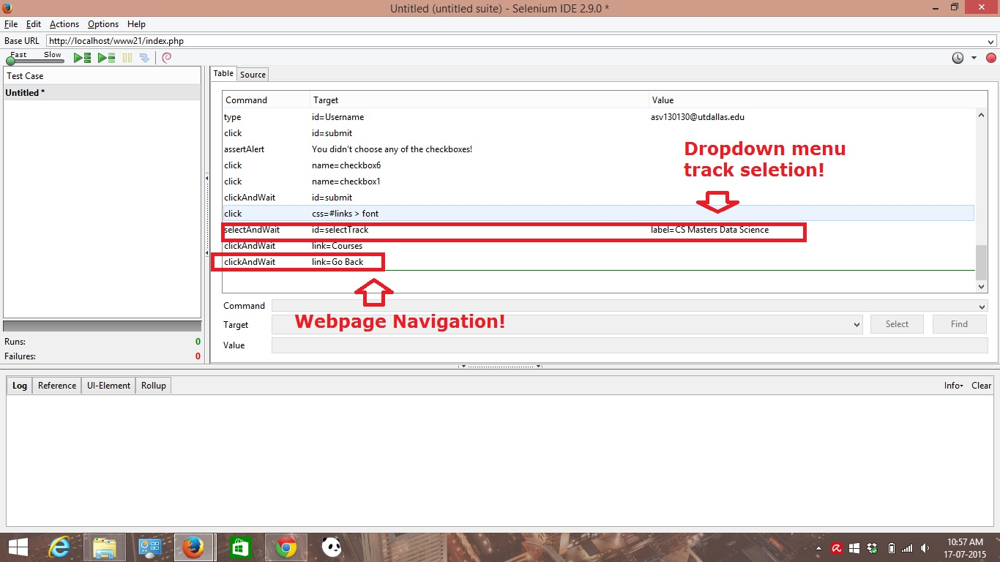 Untitled (untitled suite) - Selenium IDE 2.9.0 *
File Edit Actions Options Help
Base URL http://localhost/www21/index.php
Fast Slow
Test Case
Untitled *
Runs: 0
Failures: 0
Table Source
Command Target Value
type id=Username asv130130@utdallas.edu
click id=submit
assertAlert You didn't choose any of the checkboxes!
click name=checkbox6
click name=checkbox1
clickAndWait id=submit
click css=#links > font
selectAndWait id=selectTrack label=CS Masters Data Science
clickAndWait link=Courses
clickAndWait link=Go Back
Dropdown menu
track seletion!
Webpage Navigation!
Command
Target Select Find
Value
Log Reference UI-Element Rollup Info Clear
10:57 AM
17-07-2015